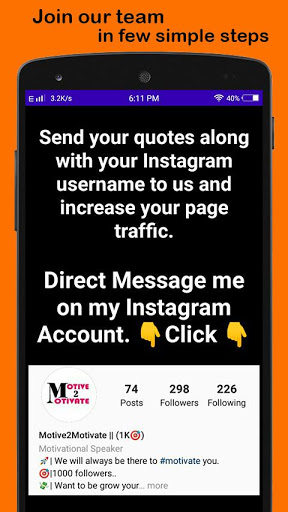 Join our team
in few simple steps
E 3.2K/s 6:11 PM 40%
Send your quotes along
with your Instagram
username to us and
increase your page
traffic.
Direct Message me
on my Instagram
Account. 👇Click 👇
MOTIVE
2
MOTIVATE
74 298 226
Posts Followers Following
Motive2Motivate || (1K🎯)
Motivational Speaker
🚀| We will always be there to #motivate you.
🎯|1000 followers..
💸| Want to be grow your... more